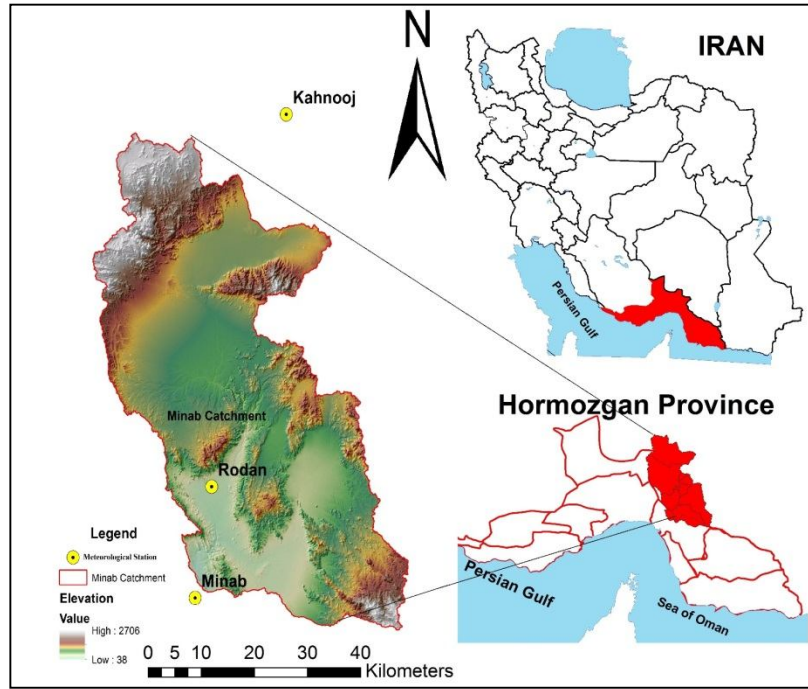 N
IRAN
Kahnooj
Persian Gulf
Minab Catchment
Rodan
Minab
Legend
Meteorological Station
Minab Catchment
Elevation
Value
High : 2706
Low : 38
0 5 10 20 30 40
Kilometers
Hormozgan Province
Persian Gulf
Sea of Oman